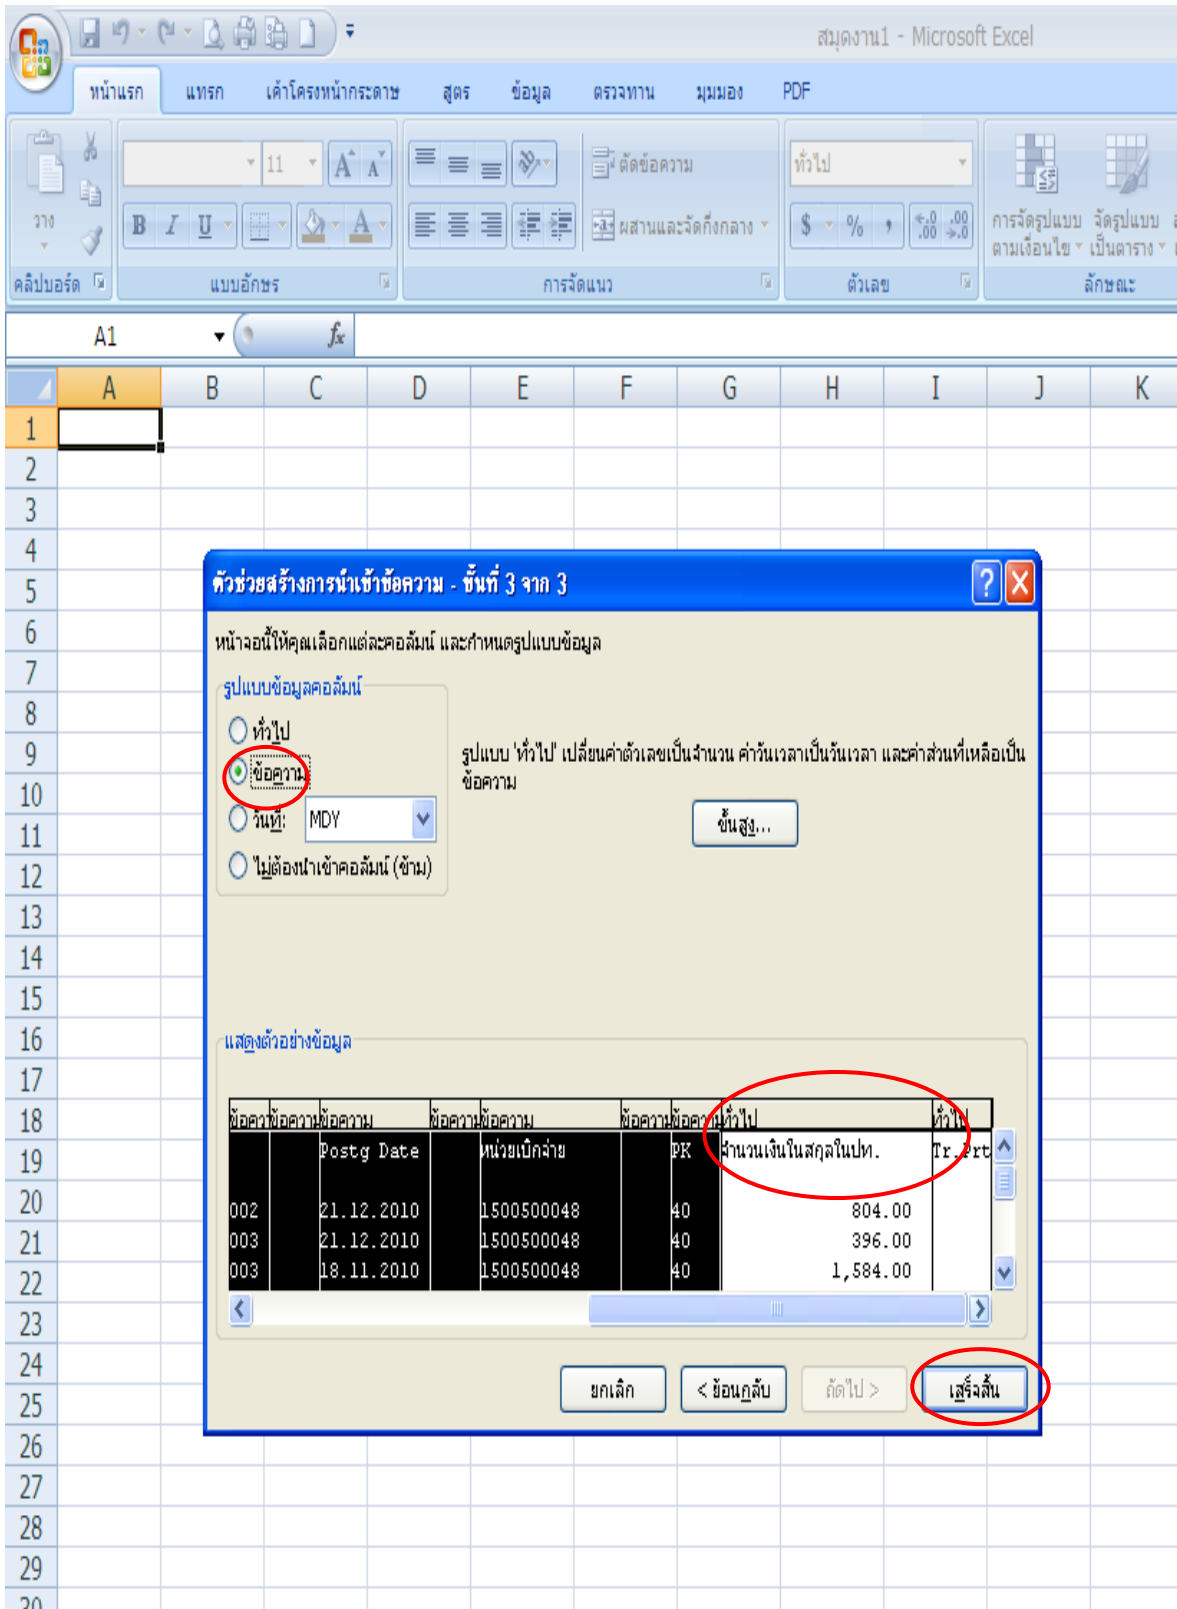 สมุดงาน1 - Microsoft Excel
หน้าแรก แทรก เค้าโครงหน้ากระดาษ สูตร ข้อมูล ตรวจทาน มุมมอง PDF
11 A A ตัดข้อความ ทั่วไป
วาง B I U A ผสานและจัดกึ่งกลาง $ % , .0 .00 .00 .0 การจัดรูปแบบ จัดรูปแบบ
ตามเงื่อนไข เป็นตาราง
คลิปบอร์ด แบบอักษร การจัดแนว ตัวเลข ลักษณะ
A1 fx
A B C D E F G H I J K
1
2
3
4
5
6
7
8
9
10
11
12
13
14
15
16
17
18
19
20
21
22
23
24
25
26
27
28
29
30
ตัวช่วยสร้างการนำเข้าข้อความ - ขั้นที่ 3 จาก 3
หน้าจอนี้ให้คุณเลือกแต่ละคอลัมน์ และกำหนดรูปแบบข้อมูล
รูปแบบข้อมูลคอลัมน์
ทั่วไป
ข้อความ
วันที่: MDY
ไม่ต้องนำเข้าคอลัมน์ (ข้าม)
รูปแบบ 'ทั่วไป' เปลี่ยนค่าตัวเลขเป็นจำนวน ค่าวันเวลาเป็นวันเวลา และค่าส่วนที่เหลือเป็น
ข้อความ
ขั้นสูง...
แสดงตัวอย่างข้อมูล
ข้อควา ข้อความ ข้อความ ข้อความ ข้อความ ข้อความ ข้อความ ทั่วไป ทั่วไป
Postg Date หน่วยเบิกจ่าย PK จำนวนเงินในสกุลในปท. Tr.Prt
002 21.12.2010 1500500048 40 804.00
003 21.12.2010 1500500048 40 396.00
003 18.11.2010 1500500048 40 1,584.00
ยกเลิก < ย้อนกลับ ถัดไป > เสร็จสิ้น